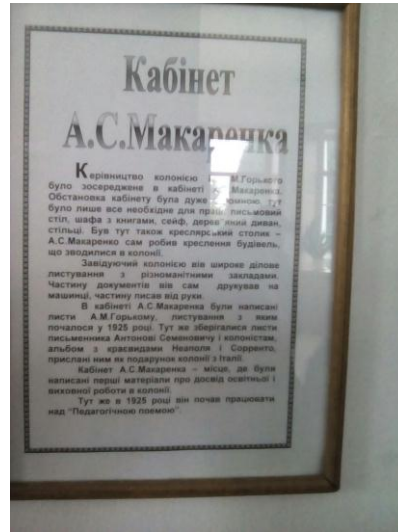 Кабінет
А.С.Макаренка
Керівництво колонією М.Горького
було зосереджене в кабінеті А.С.Макаренка.
Обстановка кабінету була дуже скромною, тут
було лише все необхідне для праці: письмовий
стіл, шафа з книгами, сейф, дерев'яний диван,
стільці. Був тут також креслярський столик –
А.С.Макаренко сам робив креслення будівель,
що зводилися в колонії.
Завідуючий колонією вів широке ділове
листування з різноманітними закладами.
Частину документів вів сам друкував на
машинці, частину писав від руки.
В кабінеті А.С.Макаренка були написані
листи А.М.Горькому, листування з яким
почалося у 1925 році. Тут же зберігалися листи
письменника Антонові Семеновичу і колоністам,
альбом з краєвидами Неаполя і Сорренто,
прислані ним як подарунок колонії з Італії.
Кабінет А.С.Макаренка – місце, де були
написані перші матеріали про досвід освітньої і
виховної роботи в колонії.
Тут же в 1925 році він почав працювати
над "Педагогічною поемою".